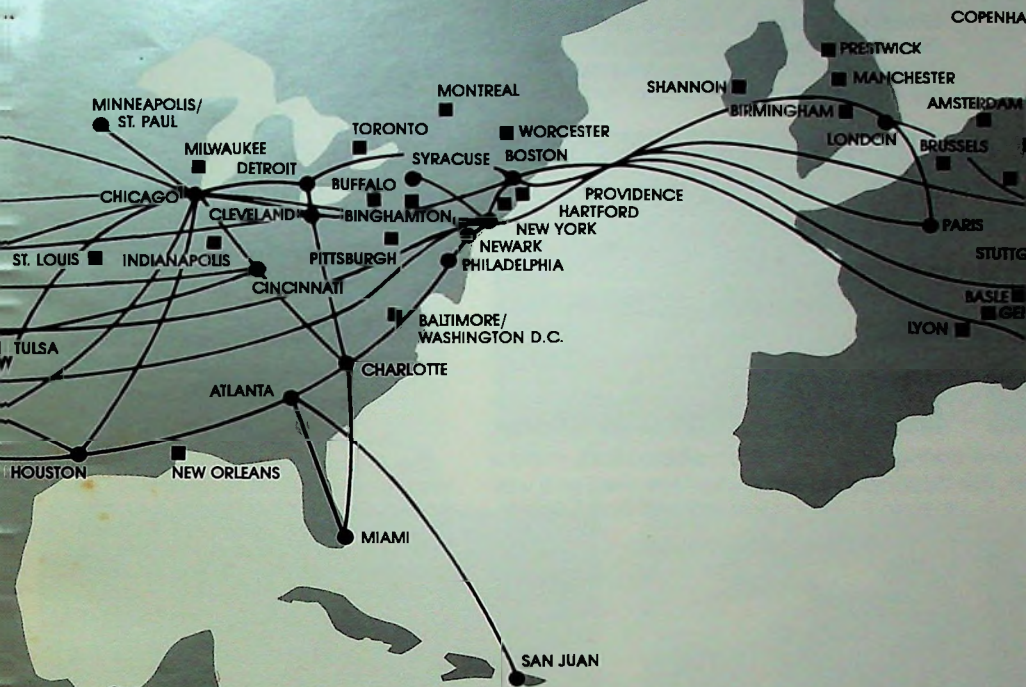 COPENHA
PRESTWICK
SHANNON
MANCHESTER
MONTREAL
BIRMINGHAM
AMSTERDAM
MINNEAPOLIS/
ST. PAUL
TORONTO
WORCESTER
LONDON
BRUSSELS
MILWAUKEE
DETROIT
SYRACUSE
BOSTON
CHICAGO
BUFFALO
PROVIDENCE
HARTFORD
CLEVELAND
BINGHAMTON
NEW YORK
PARIS
NEWARK
ST. LOUIS
INDIANAPOLIS
PITTSBURGH
PHILADELPHIA
STUTTG
CINCINNATI
BASLE
GEN
BALTIMORE/
WASHINGTON D.C.
LYON
TULSA
W
CHARLOTTE
ATLANTA
HOUSTON
NEW ORLEANS
MIAMI
SAN JUAN